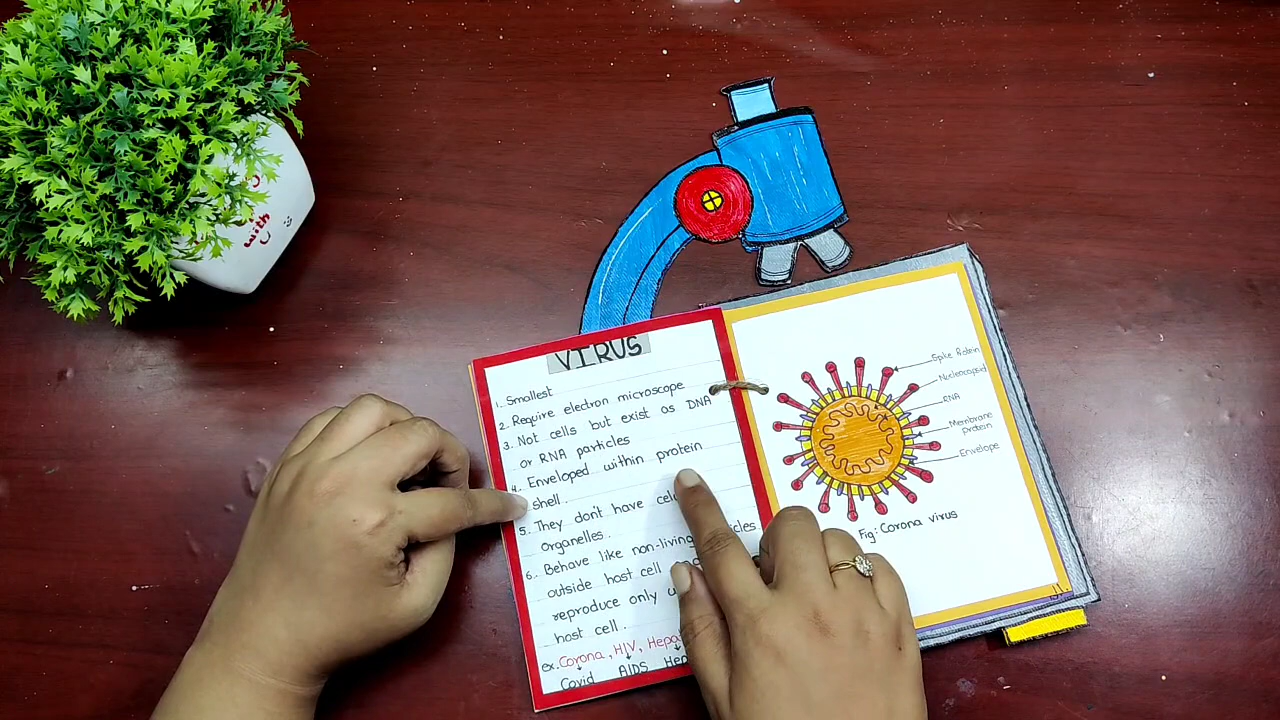 with
VIRUS
1. Smallest
2. Require electron microscope
3. Not cells but exist as DNA
or RNA particles
4. Enveloped within protein
shell.
5. They don't have
organelles.
6. Behave like non-living
outside host cell
reproduce only
host cell.
ex. Corona, HIV,
Covid AIDS
Spike Protein
Nucleocapsid
RNA
Membrane
protein
Envelope
Fig: Corona virus